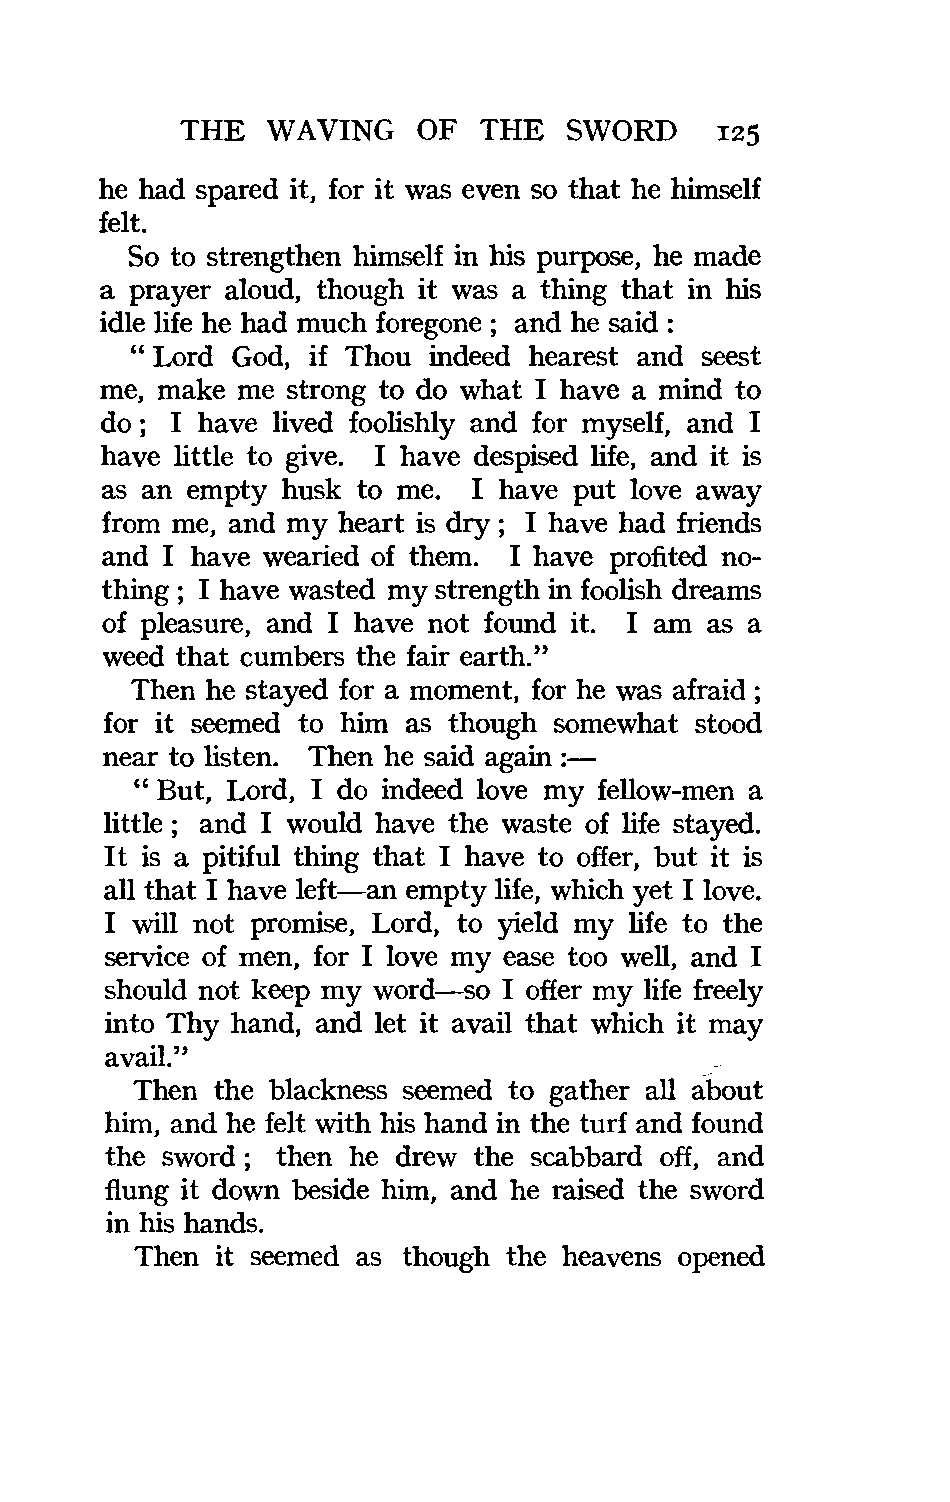 THE WAVING OF THE SWORD 125
he had spared it, for it was even so that he himself
felt.
So to strengthen himself in his purpose, he made
a prayer aloud, though it was a thing that in his
idle life he had much foregone ; and he said :
“ Lord God, if Thou indeed hearest and seest
me, make me strong to do what I have a mind to
do ; I have lived foolishly and for myself, and I
have little to give. I have despised life, and it is
as an empty husk to me. I have put love away
from me, and my heart is dry ; I have had friends
and I have wearied of them. I have profited no-
thing ; I have wasted my strength in foolish dreams
of pleasure, and I have not found it. I am as a
weed that cumbers the fair earth.”
Then he stayed for a moment, for he was afraid ;
for it seemed to him as though somewhat stood
near to listen. Then he said again :—
“ But, Lord, I do indeed love my fellow-men a
little ; and I would have the waste of life stayed.
It is a pitiful thing that I have to offer, but it is
all that I have left—an empty life, which yet I love.
I will not promise, Lord, to yield my life to the
service of men, for I love my ease too well, and I
should not keep my word—so I offer my life freely
into Thy hand, and let it avail that which it may
avail.”
Then the blackness seemed to gather all about
him, and he felt with his hand in the turf and found
the sword ; then he drew the scabbard off, and
flung it down beside him, and he raised the sword
in his hands.
Then it seemed as though the heavens opened